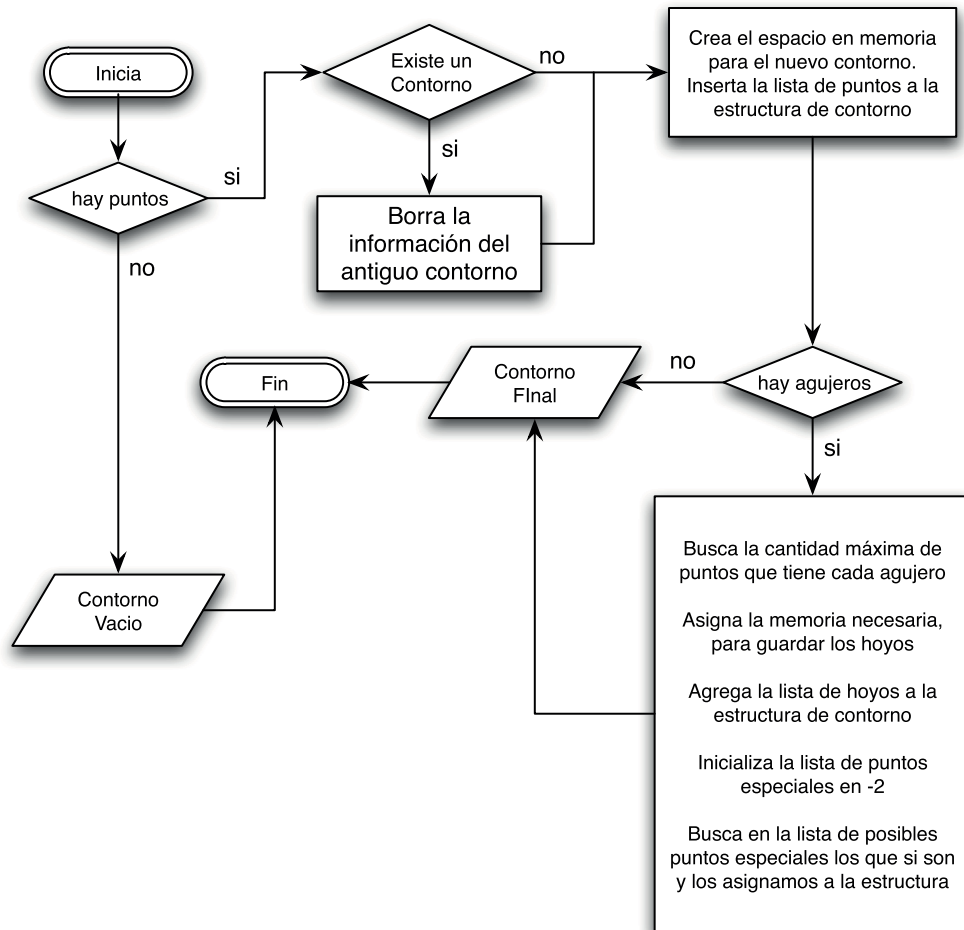 Inicia
hay puntos
si
no
Existe un
Contorno
no
si
Borra la
información del
antiguo contorno
Crea el espacio en memoria
para el nuevo contorno.
Inserta la lista de puntos a la
estructura de contorno
hay agujeros
no
si
Contorno
FInal
Fin
Contorno
Vacio
Busca la cantidad máxima de
puntos que tiene cada agujero
Asigna la memoria necesaria,
para guardar los hoyos
Agrega la lista de hoyos a la
estructura de contorno
Inicializa la lista de puntos
especiales en -2
Busca en la lista de posibles
puntos especiales los que si son
y los asignamos a la estructura